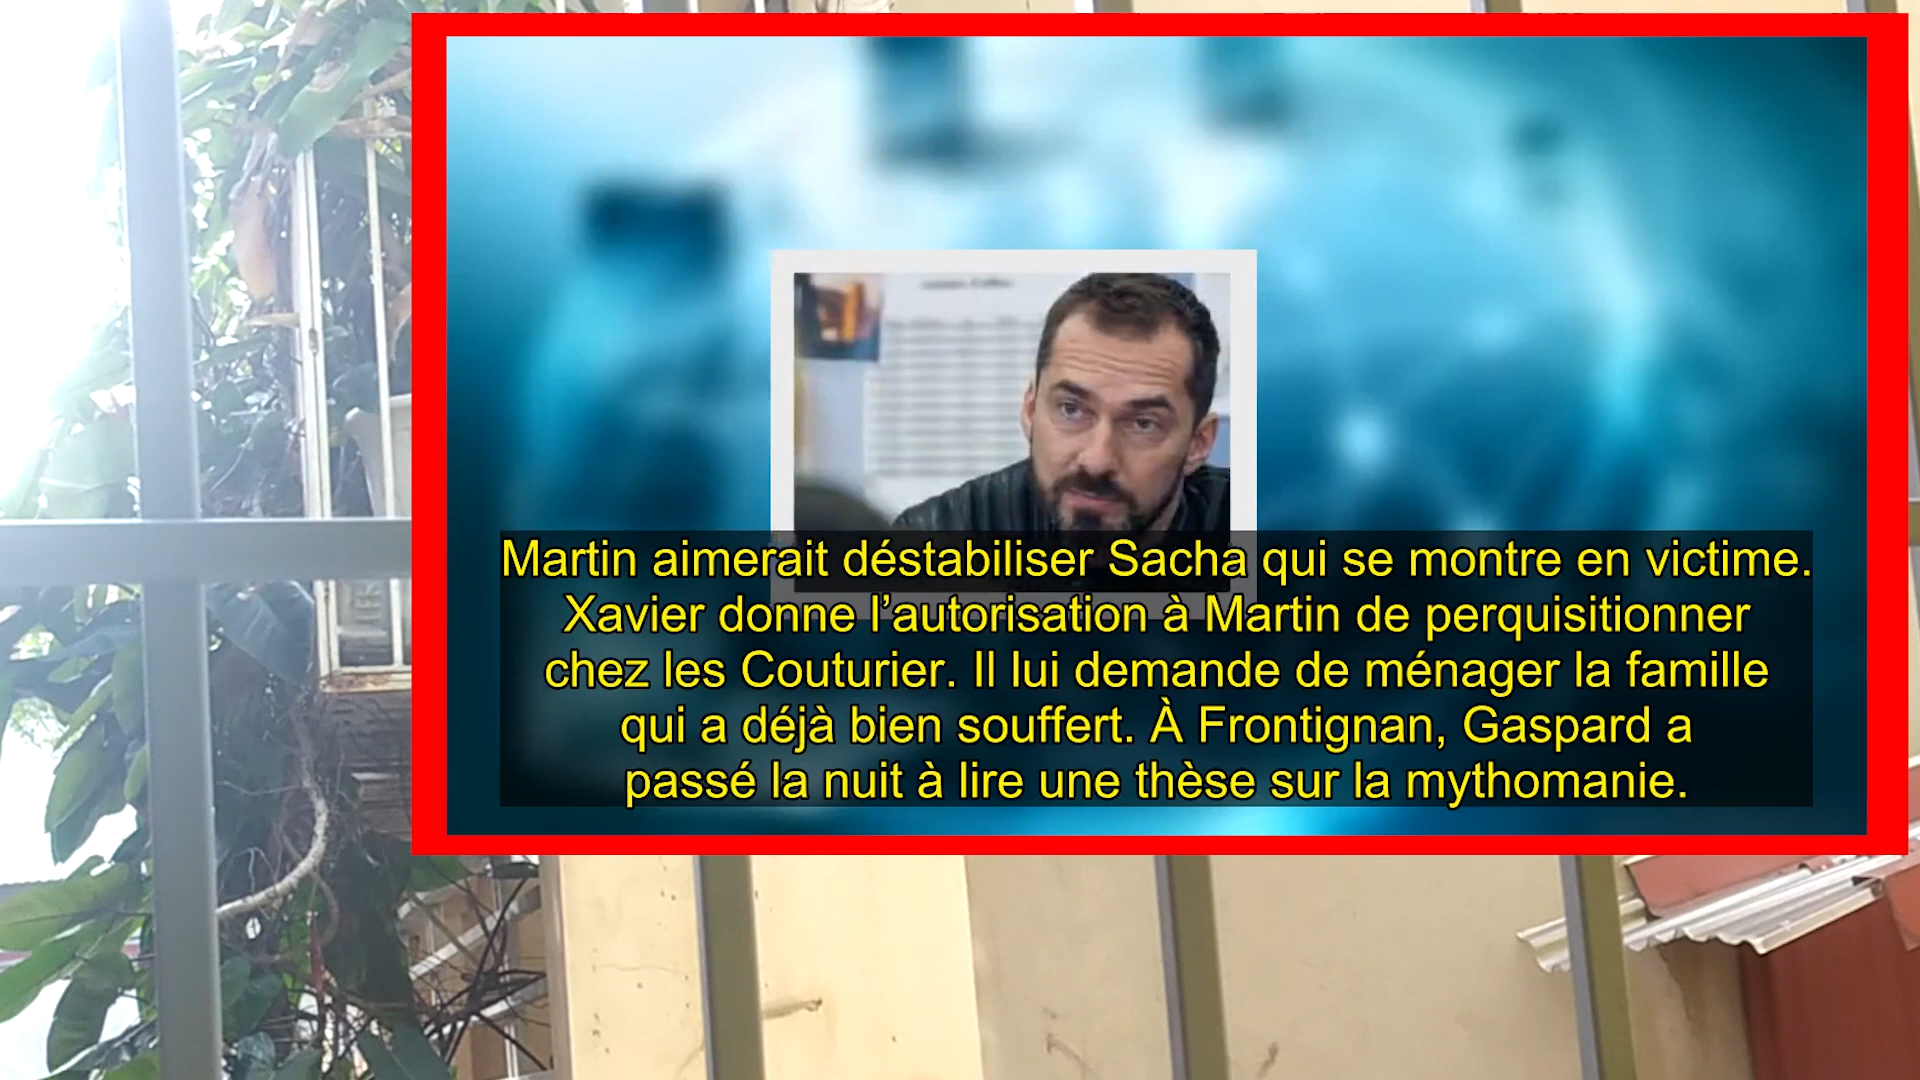 Martin aimerait déstabiliser Sacha qui se montre en victime.
Xavier donne l’autorisation à Martin de perquisitionner
chez les Couturier. Il lui demande de ménager la famille
qui a déjà bien souffert. À Frontignan, Gaspard a
passé la nuit à lire une thèse sur la mythomanie.